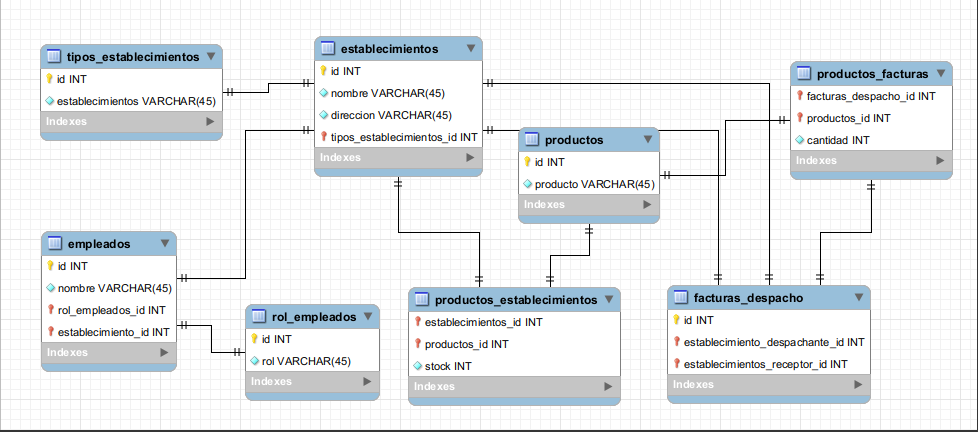 tipos_establecimientos
id INT
establecimientos VARCHAR(45)
Indexes
establecimientos
id INT
nombre VARCHAR(45)
direccion VARCHAR(45)
tipos_establecimientos_id INT
Indexes
productos
id INT
producto VARCHAR(45)
Indexes
productos_facturas
facturas_despacho_id INT
productos_id INT
cantidad INT
Indexes
empleados
id INT
nombre VARCHAR(45)
rol_empleados_id INT
establecimiento_id INT
Indexes
rol_empleados
id INT
rol VARCHAR(45)
Indexes
productos_establecimientos
establecimientos_id INT
productos_id INT
stock INT
Indexes
facturas_despacho
id INT
establecimiento_despachante_id INT
establecimientos_receptor_id INT
Indexes